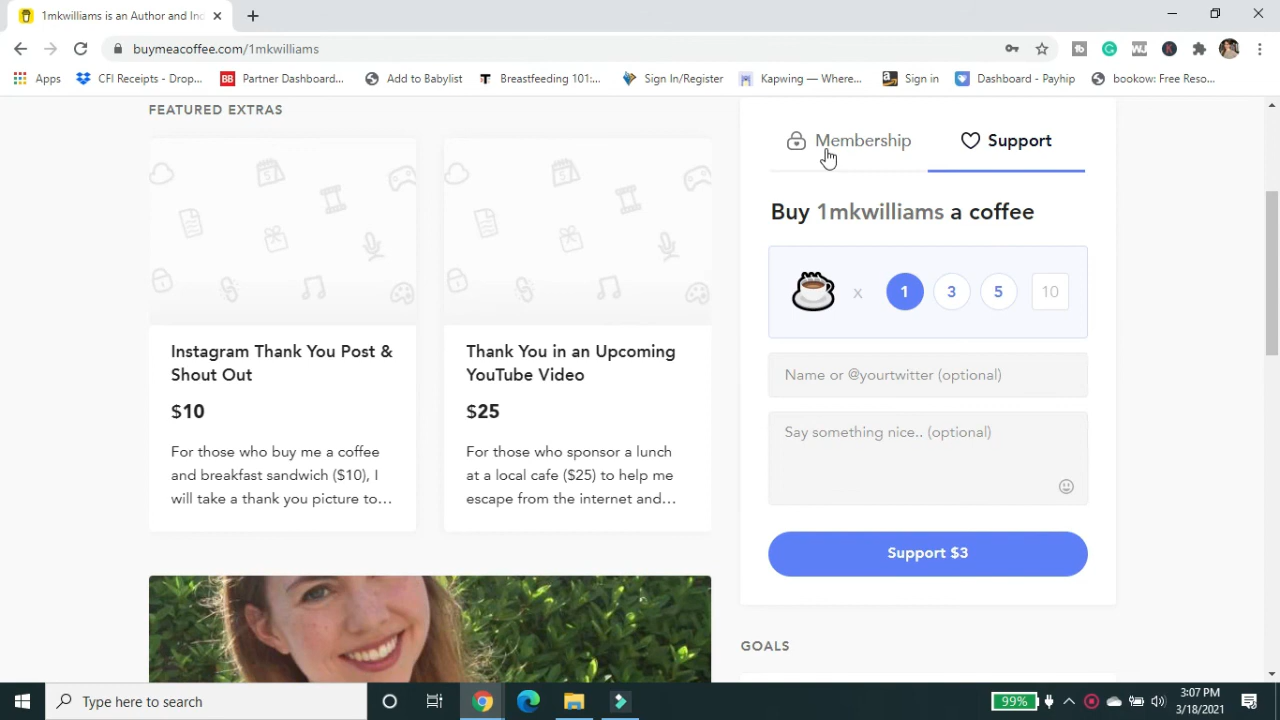 1mkwilliams is an Author and Ind
buymeacoffee.com/1mkwilliams
Apps
CFI Receipts - Drop...
BB
Partner Dashboard...
Add to Babylist
T
Breastfeeding 101:...
Sign In/Register
Kapwing — Where...
Sign in
Dashboard - Payhip
bookow: Free Reso...
FEATURED EXTRAS
Instagram Thank You Post &
Shout Out
$10
For those who buy me a coffee
and breakfast sandwich ($10), I
will take a thank you picture to...
Thank You in an Upcoming
YouTube Video
$25
For those who sponsor a lunch
at a local cafe ($25) to help me
escape from the internet and...
Membership
Support
Buy 1mkwilliams a coffee
x 1 3 5 10
Name or @yourtwitter (optional)
Say something nice.. (optional)
Support $3
GOALS
Type here to search
99%
3:07 PM
3/18/2021